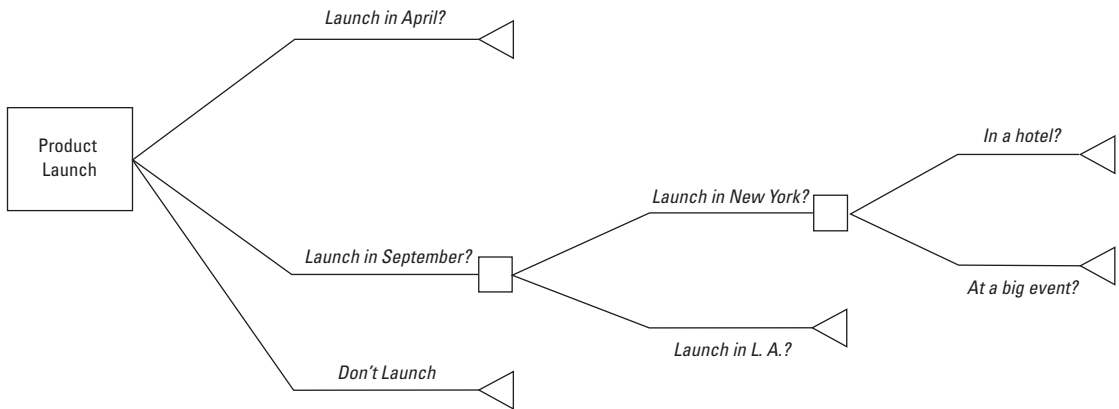 Launch in April?
Product
Launch
In a hotel?
Launch in New York?
Launch in September?
At a big event?
Launch in L. A.?
Don't Launch